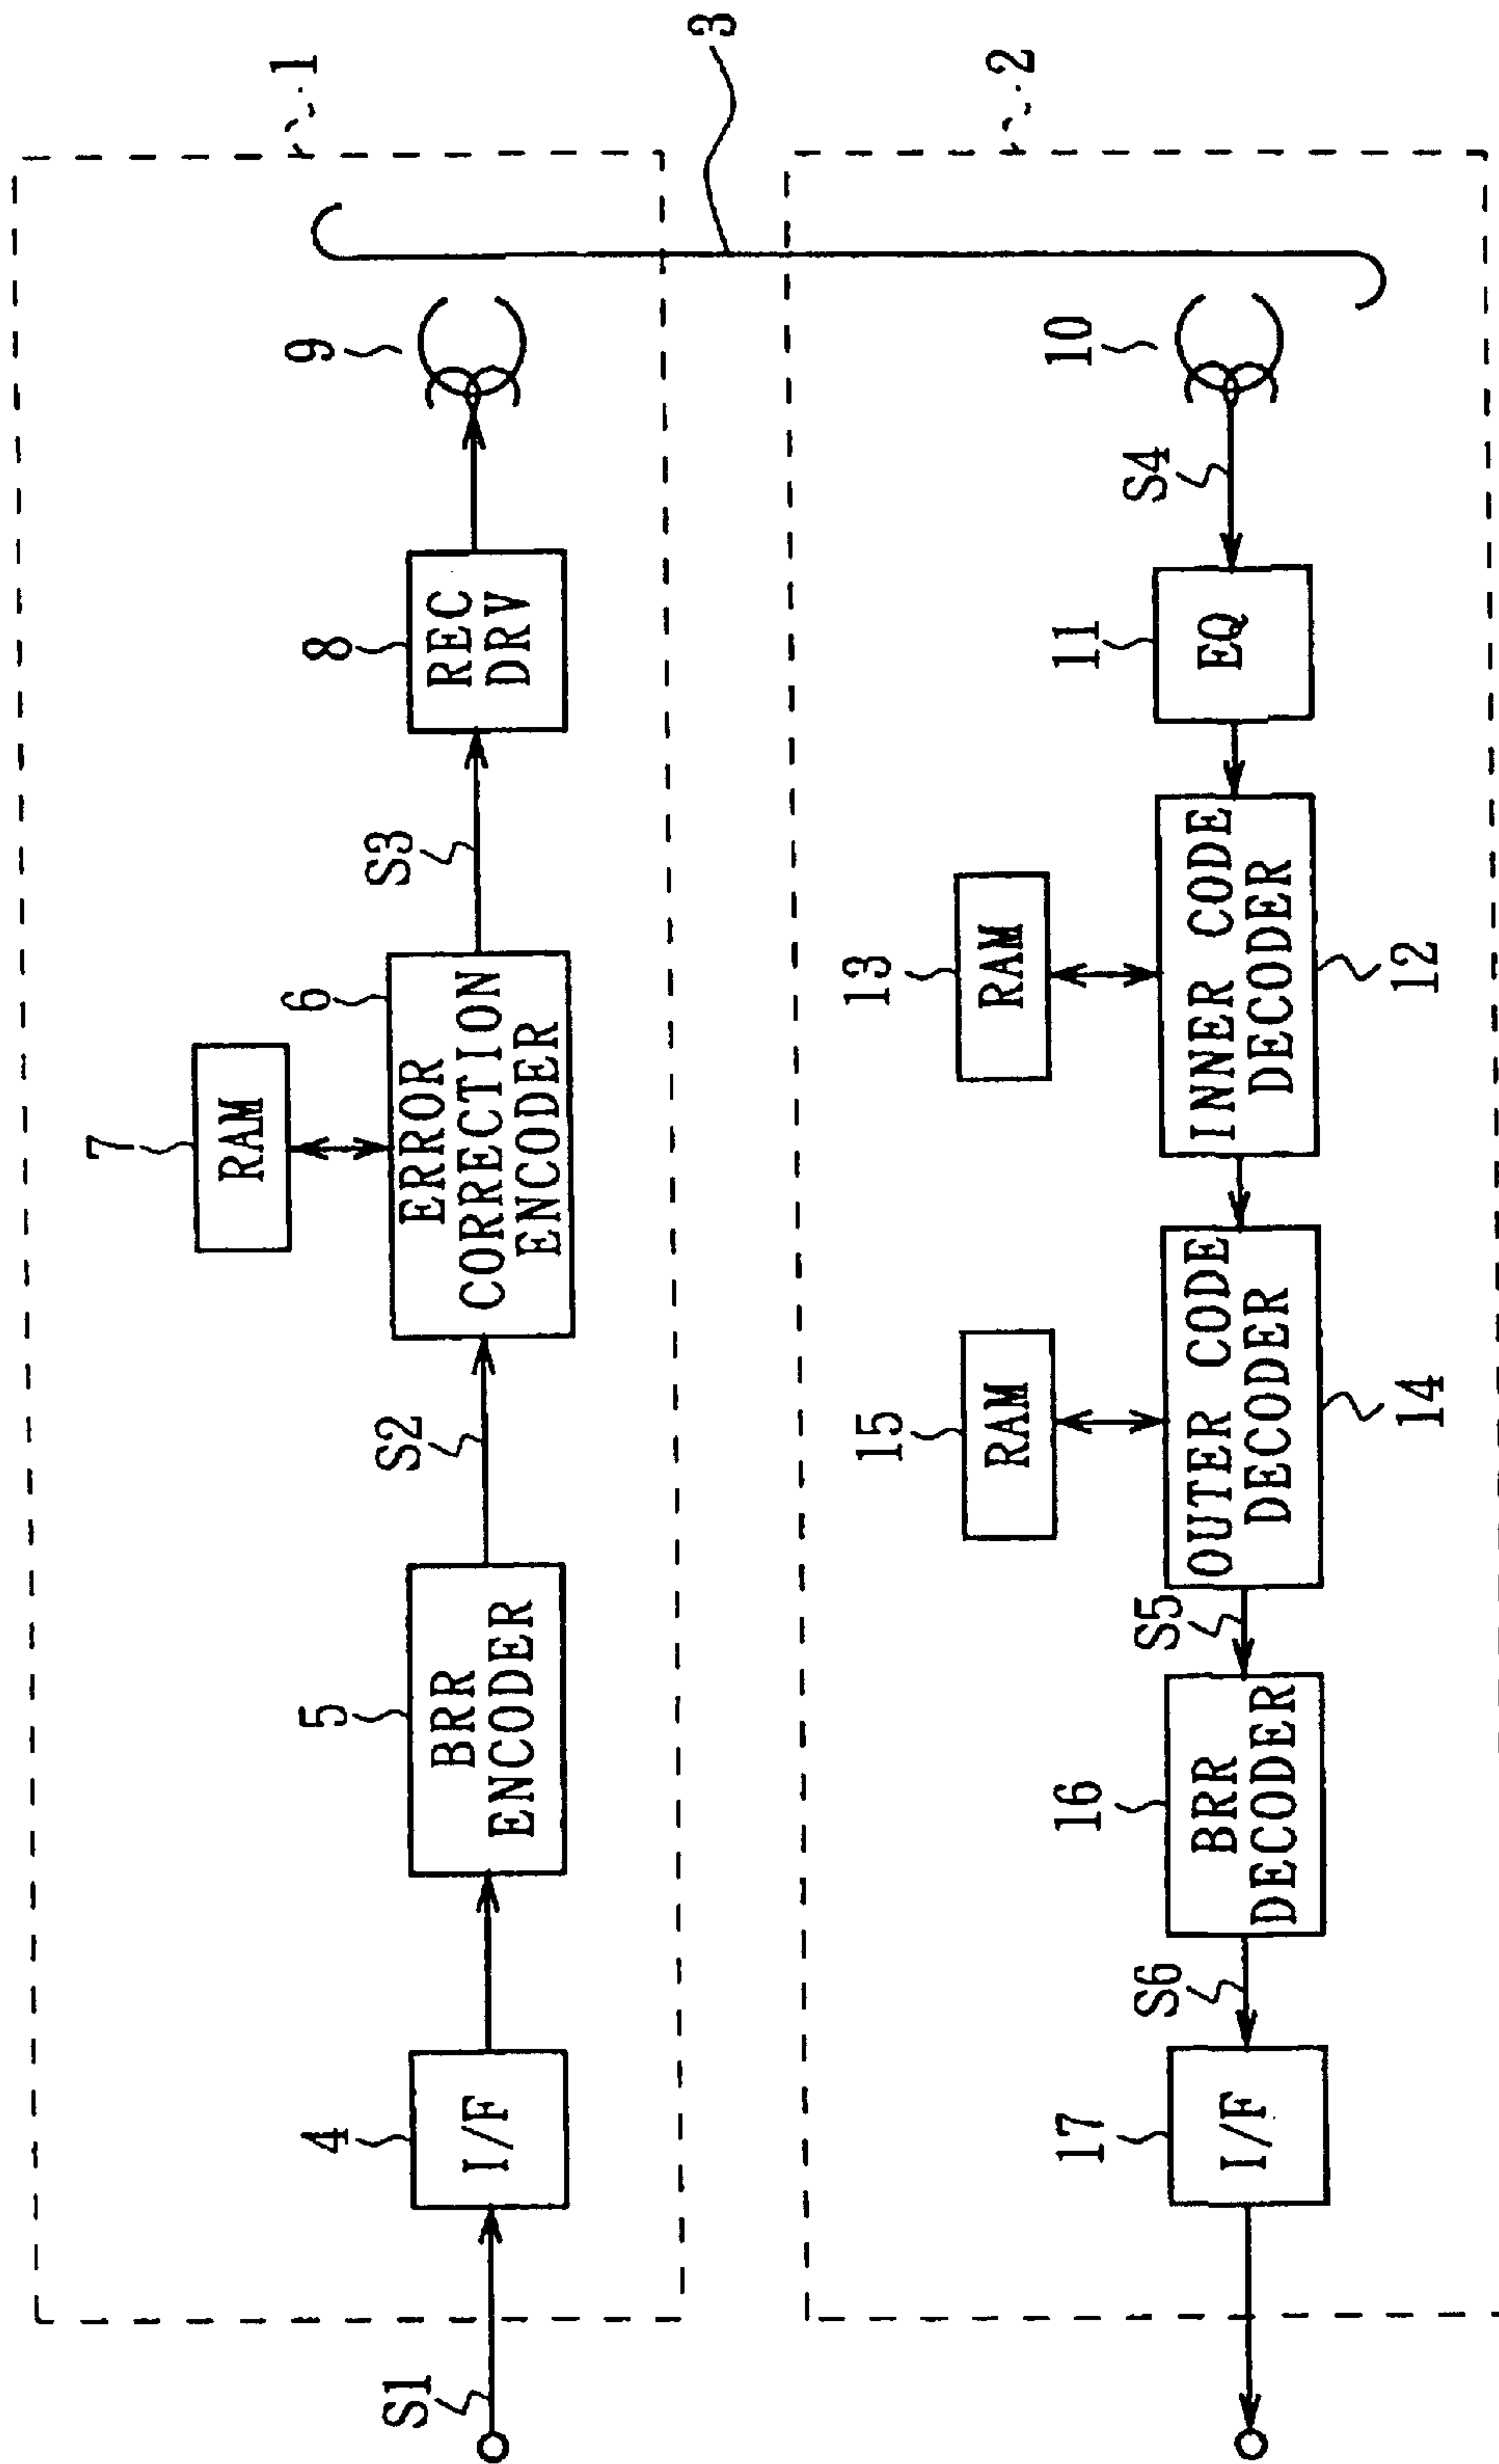 1
S1
4
I/F
5
BRR
ENCODER
S2
7
RAM
6
ERROR
CORRECTION
ENCODER
S3
8
REC
DRV
9
3
2
10
S4
11
EQ
13
RAM
INNER CODE
DECODER
12
15
RAM
OUTER CODE
DECODER
14
S5
16
BRR
DECODER
S6
17
I/F